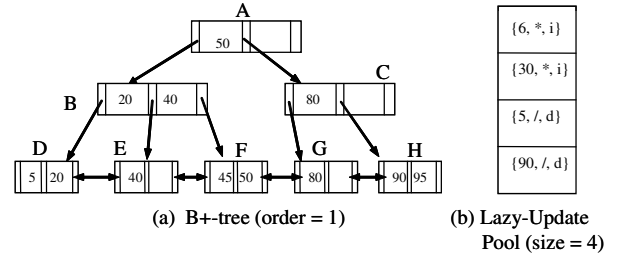 A
50
{6, *, i}
{30, *, i}
C
B
20 40
80
{5, /, d}
D E F G H
5 20 40 45 50 80 90 95
{90, /, d}
(a) B+-tree (order = 1)
(b) Lazy-Update
Pool (size = 4)